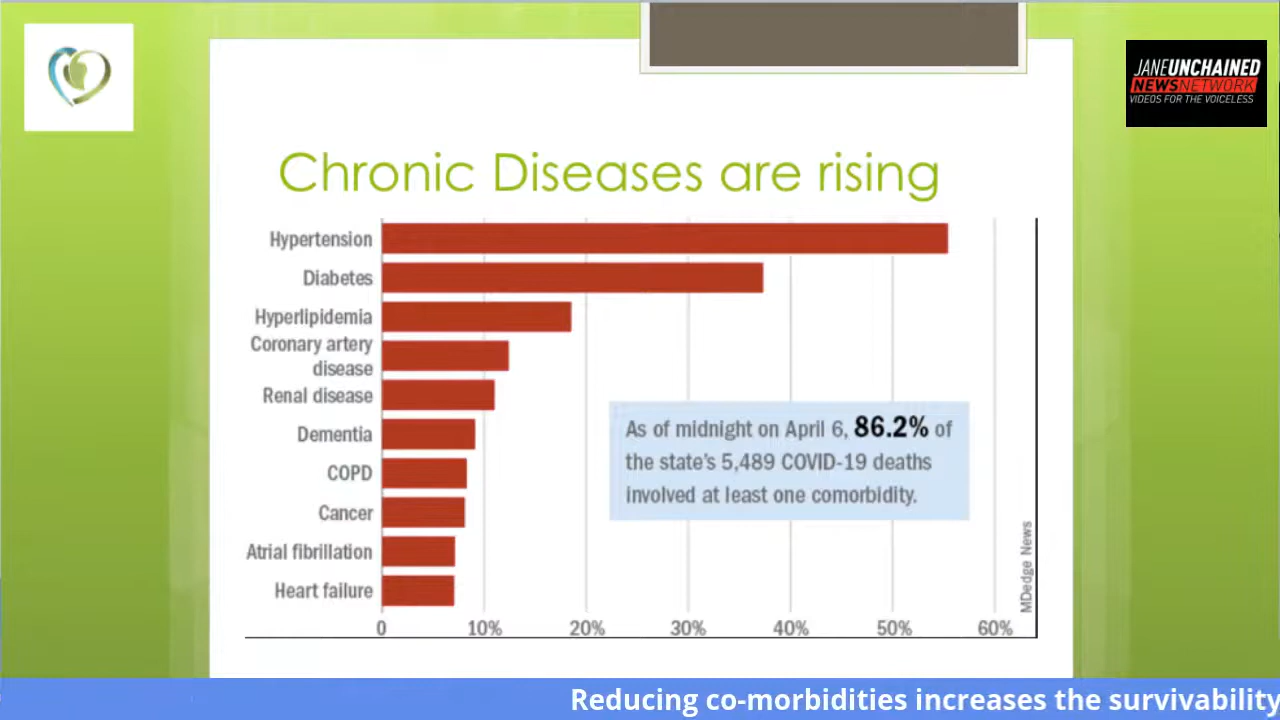 JANEUNCHAINED
NEWSNETWORK
VIDEOS FOR THE VOICELESS
Chronic Diseases are rising
Hypertension
Diabetes
Hyperlipidemia
Coronary artery
disease
Renal disease
Dementia
COPD
Cancer
Atrial fibrillation
Heart failure
As of midnight on April 6, 86.2% of
the state's 5,489 COVID-19 deaths
involved at least one comorbidity.
MDedge News
0 10% 20% 30% 40% 50% 60%
Reducing co-morbidities increases the survivability